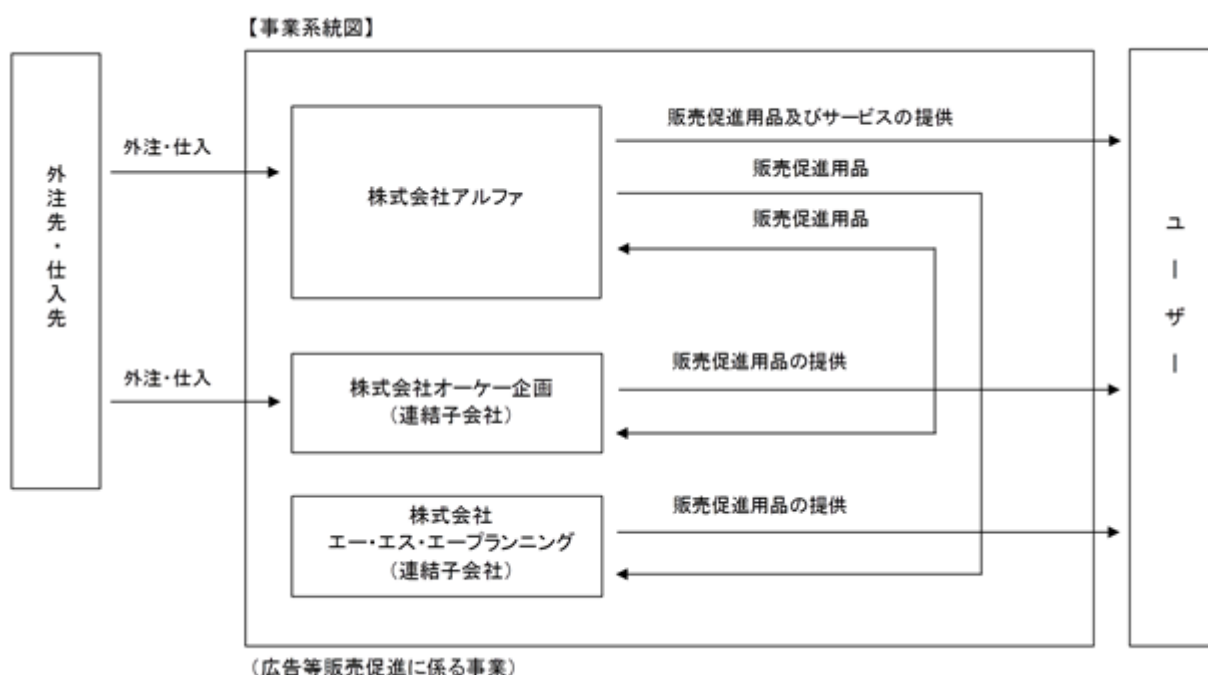 【事業系統図】
外注先・仕入先
外注・仕入
株式会社アルファ
販売促進用品及びサービスの提供
販売促進用品
販売促進用品
ユーザー
外注・仕入
株式会社オーケー企画
（連結子会社）
販売促進用品の提供
株式会社
エー・エス・エープランニング
（連結子会社）
販売促進用品の提供
（広告等販売促進に係る事業）